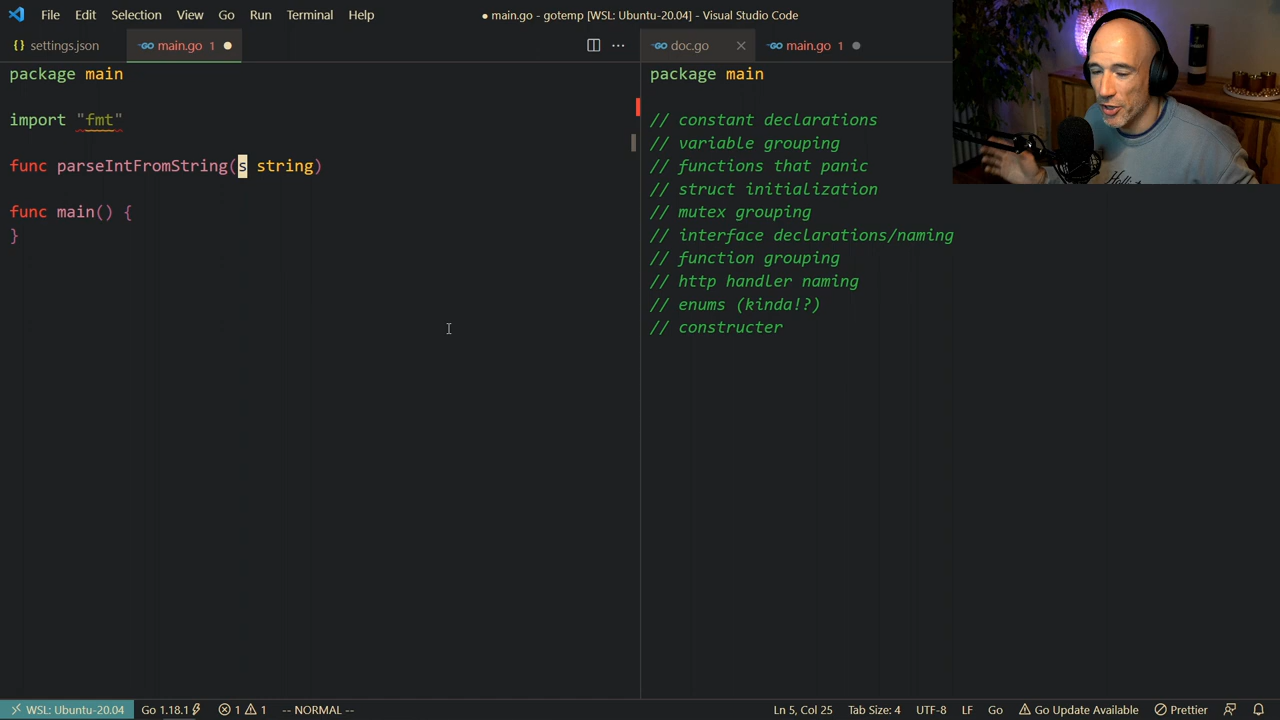 File Edit Selection View Go Run Terminal Help
● main.go - gotemp [WSL: Ubuntu-20.04] - Visual Studio Code
{} settings.json
main.go 1 ●
doc.go
main.go 1 ●
package main
import "fmt"
func parseIntFromString(s string)
func main() {
}
package main
// constant declarations
// variable grouping
// functions that panic
// struct initialization
// mutex grouping
// interface declarations/naming
// function grouping
// http handler naming
// enums (kinda!?)
// constructer
WSL: Ubuntu-20.04 Go 1.18.1 1 1 -- NORMAL -- Ln 5, Col 25 Tab Size: 4 UTF-8 LF Go Go Update Available Prettier